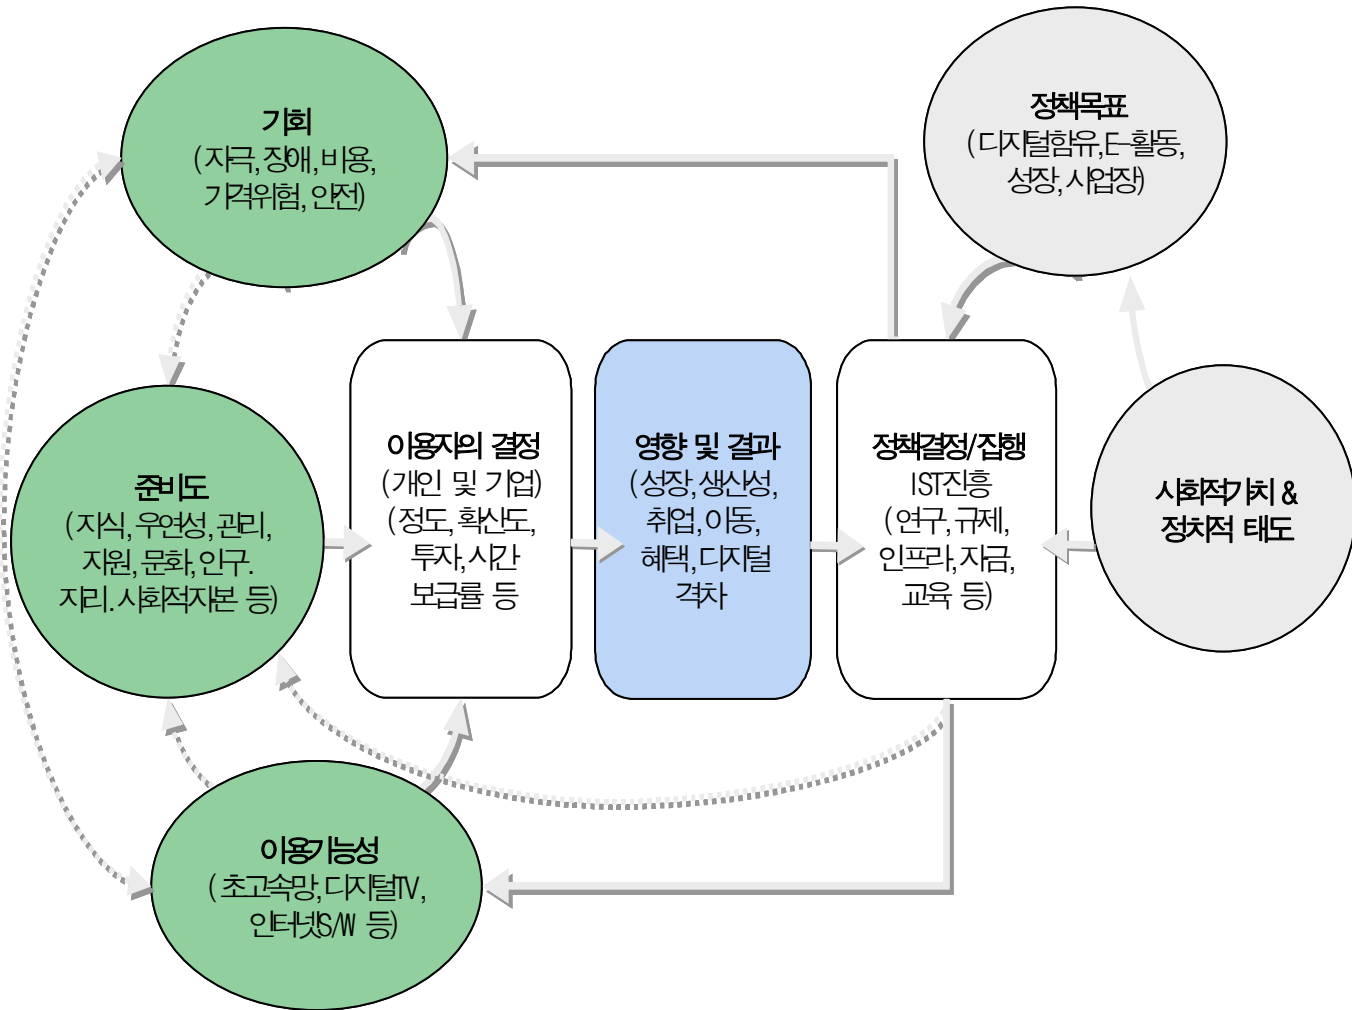 기회
(자극, 장애, 비용,
가격위험, 안전)
정책목표
(디지털함유, E-활동,
성장, 사업장)
준비도
(지식, 우연성, 관리,
자원, 문화, 인구.
지리. 사회적자본 등)
이용자의 결정
(개인 및 기업)
(정도, 확산도,
투자, 시간
보급률 등
영향 및 결과
(성장, 생산성,
취업, 이동,
혜택, 디지털
격차
정책결정/집행
IST진흥
(연구, 규제,
인프라, 자금,
교육 등)
사회적가치 &
정치적 태도
이용가능성
(초고속망, 디지털TV,
인터넷S/W 등)